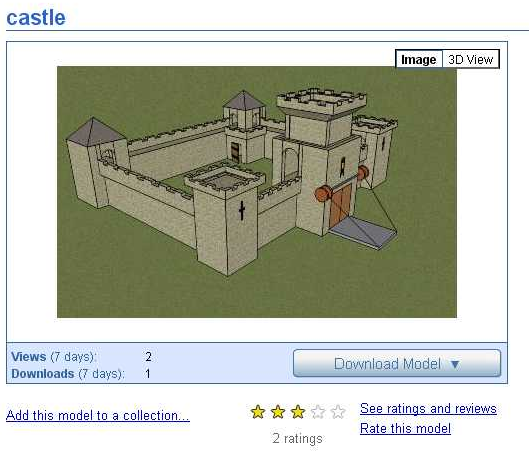 castle
Image 3D View
Views (7 days): 2
Downloads (7 days): 1
Download Model ▼
Add this model to a collection...
2 ratings
See ratings and reviews
Rate this model